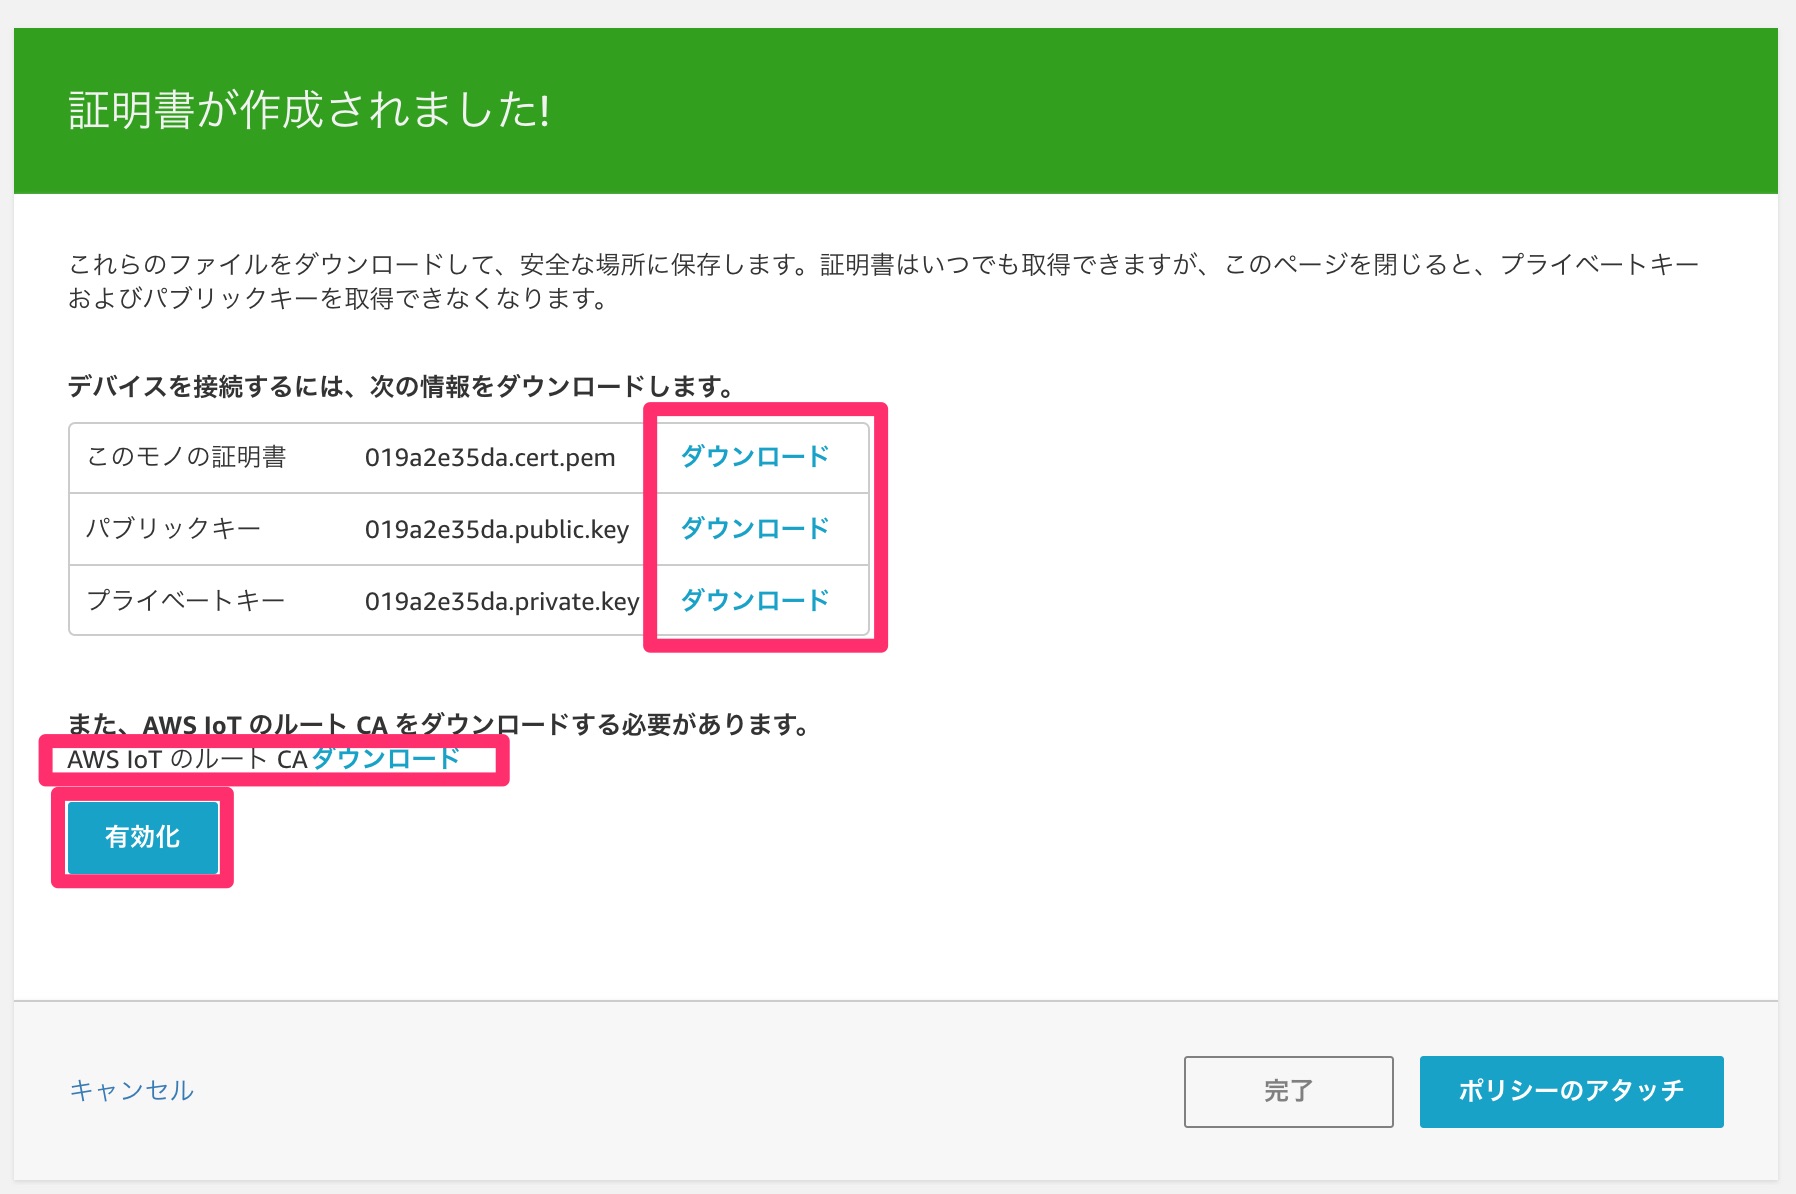 証明書が作成されました!
これらのファイルをダウンロードして、安全な場所に保存します。証明書はいつでも取得できますが、このページを閉じると、プライベートキー
およびパブリックキーを取得できなくなります。
デバイスを接続するには、次の情報をダウンロードします。
このモノの証明書 019a2e35da.cert.pem ダウンロード
パブリックキー 019a2e35da.public.key ダウンロード
プライベートキー 019a2e35da.private.key ダウンロード
また、AWS IoT のルート CA をダウンロードする必要があります。
AWS IoT のルート CA ダウンロード
有効化
キャンセル 完了 ポリシーのアタッチ